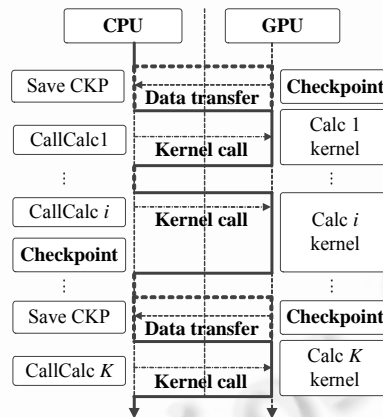 CPU
GPU
Save CKP
Checkpoint
Data transfer
CallCalc1
Calc 1
kernel
Kernel call
⋮
⋮
CallCalc i
Kernel call
Calc i
kernel
Checkpoint
⋮
⋮
Save CKP
Checkpoint
Data transfer
CallCalc K
Calc K
kernel
Kernel call